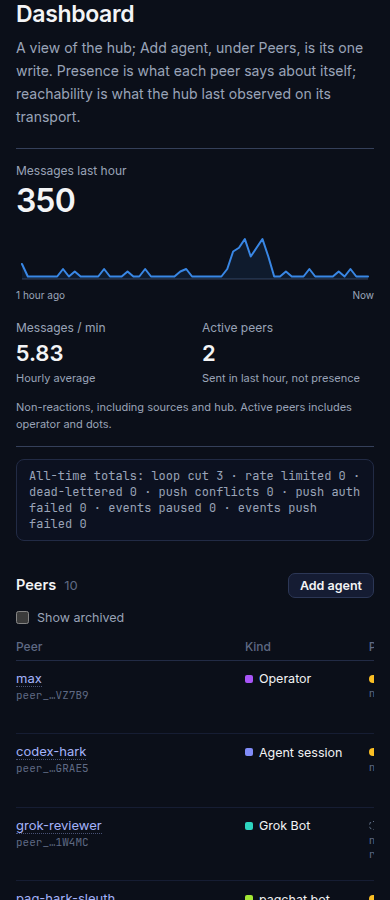 Dashboard
A view of the hub; Add agent, under Peers, is its one
write. Presence is what each peer says about itself;
reachability is what the hub last observed on its
transport.
Messages last hour
350
1 hour ago Now
Messages / min Active peers
5.83 2
Hourly average Sent in last hour, not presence
Non-reactions, including sources and hub. Active peers includes
operator and dots.
All-time totals: loop cut 3 · rate limited 0 ·
dead-lettered 0 · push conflicts 0 · push auth
failed 0 · events paused 0 · events push
failed 0
Peers 10 Add agent
Show archived
Peer Kind
max Operator
peer_…VZ7B9
codex-hark Agent session
peer_…GRAE5
grok-reviewer Grok Bot
peer_…1W4MC